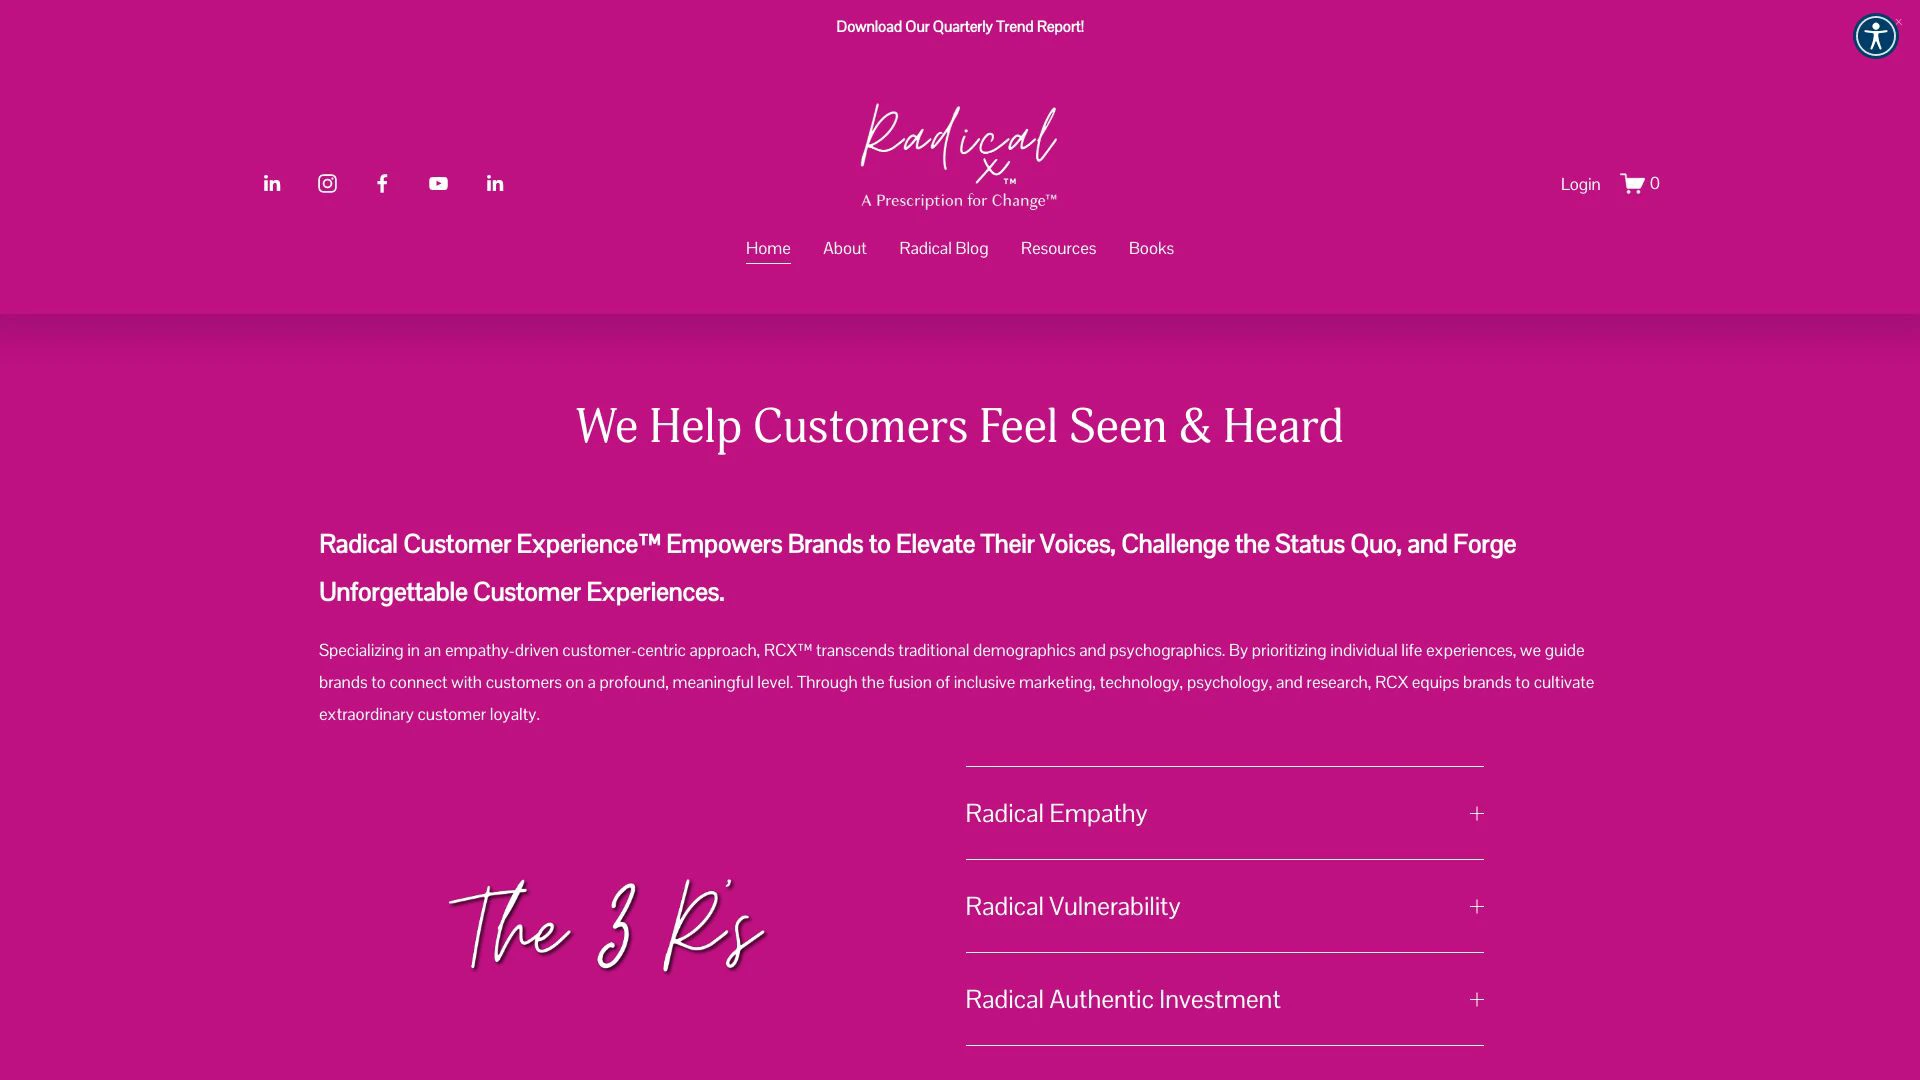 Download Our Quarterly Trend Report!
Radical
x™
A Prescription for Change™
Login
0
Home
About
Radical Blog
Resources
Books
We Help Customers Feel Seen & Heard
Radical Customer Experience™ Empowers Brands to Elevate Their Voices, Challenge the Status Quo, and Forge
Unforgettable Customer Experiences.
Specializing in an empathy-driven customer-centric approach, RCX™ transcends traditional demographics and psychographics. By prioritizing individual life experiences, we guide
brands to connect with customers on a profound, meaningful level. Through the fusion of inclusive marketing, technology, psychology, and research, RCX equips brands to cultivate
extraordinary customer loyalty.
The 3 R's
Radical Empathy
Radical Vulnerability
Radical Authentic Investment